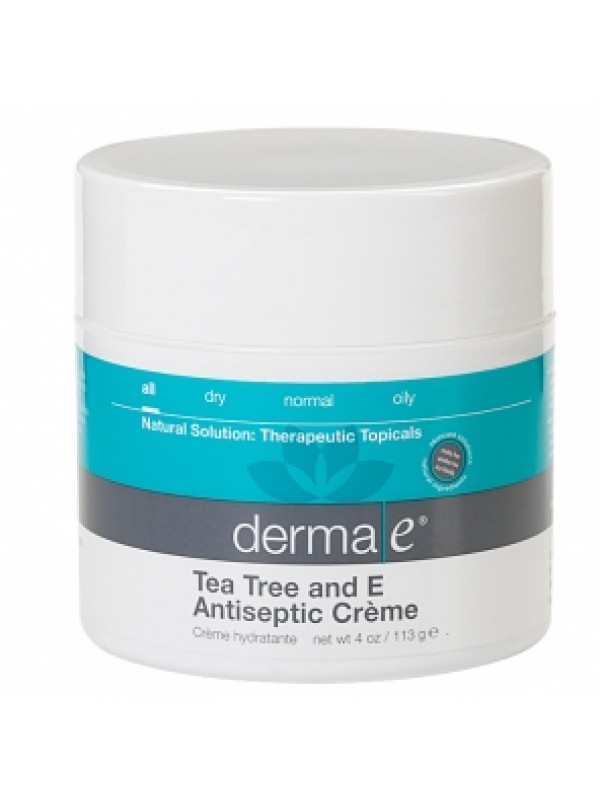 all dry normal oily
Natural Solution: Therapeutic Topicals
derma e®
Tea Tree and E
Antiseptic Crème
Crème hydratante net wt 4 oz / 113 g e